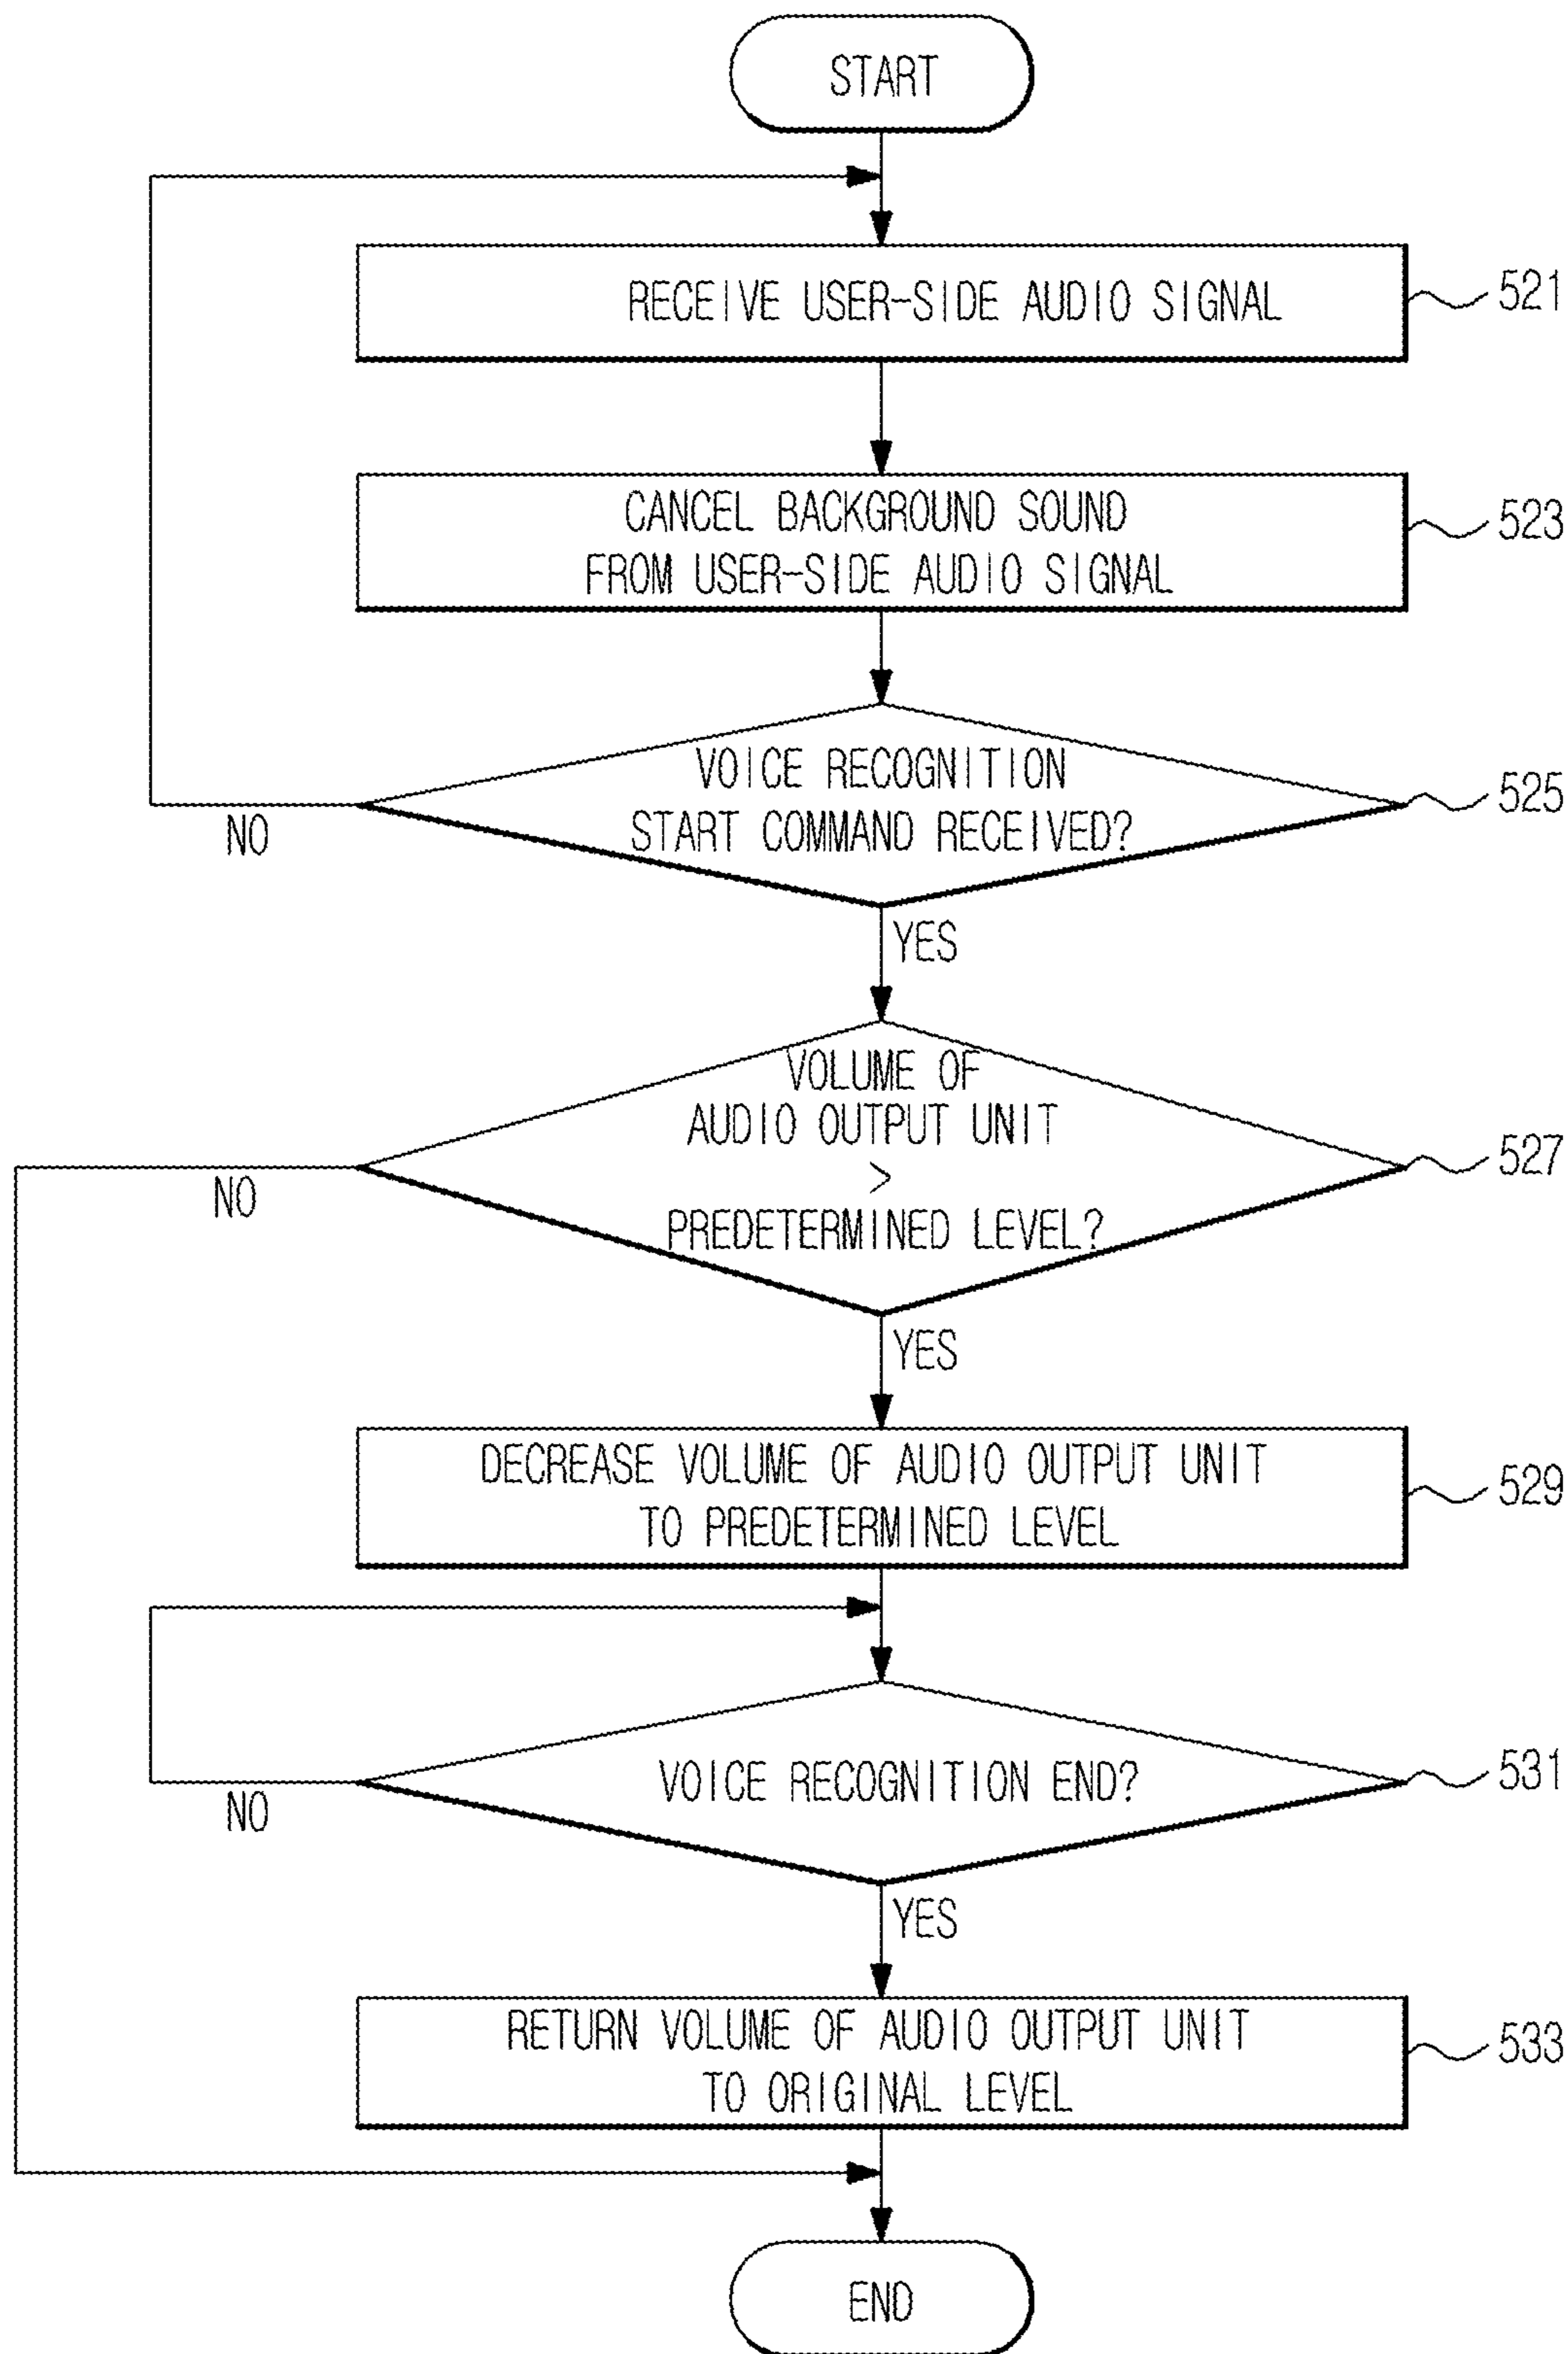 START
RECEIVE USER-SIDE AUDIO SIGNAL
521
CANCEL BACKGROUND SOUND
FROM USER-SIDE AUDIO SIGNAL
523
VOICE RECOGNITION
START COMMAND RECEIVED?
525
NO
YES
VOLUME OF
AUDIO OUTPUT UNIT
>
PREDETERMINED LEVEL?
527
NO
YES
DECREASE VOLUME OF AUDIO OUTPUT UNIT
TO PREDETERMINED LEVEL
529
VOICE RECOGNITION END?
531
NO
YES
RETURN VOLUME OF AUDIO OUTPUT UNIT
TO ORIGINAL LEVEL
533
END